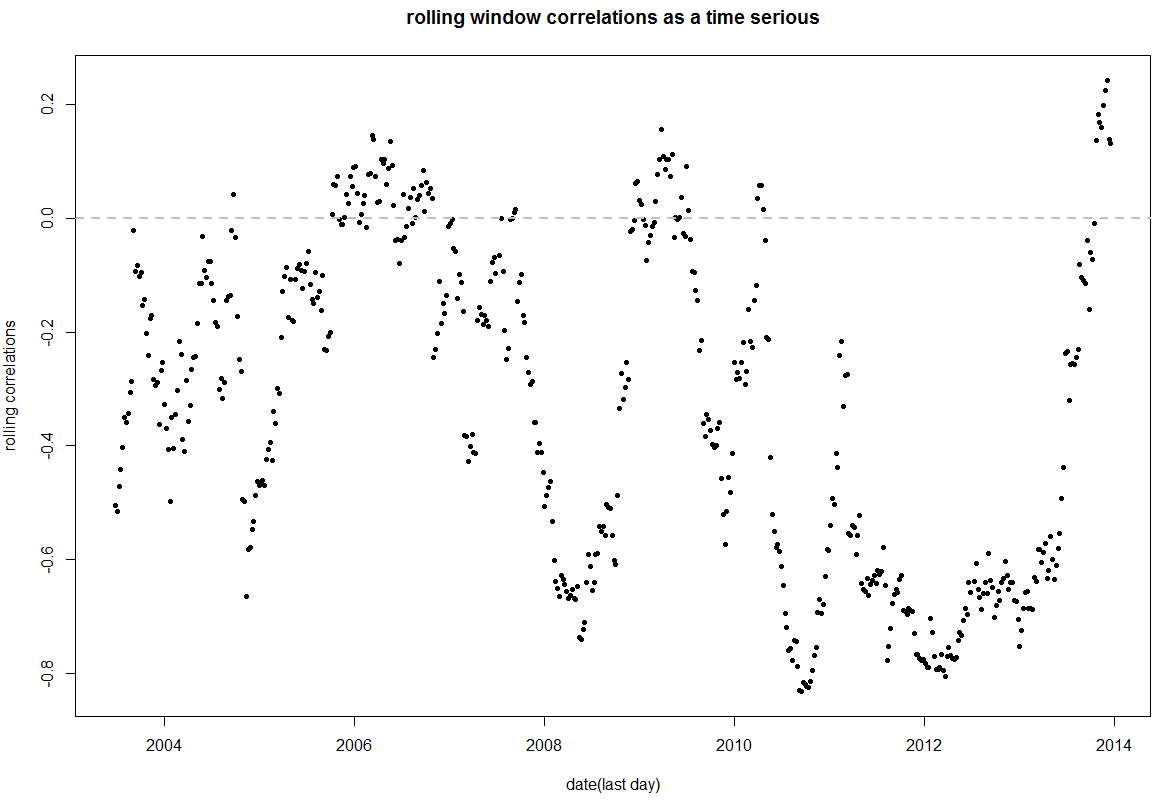 rolling window correlations as a time serious
rolling correlations
0.2
0.0
-0.2
-0.4
-0.6
-0.8
2004 2006 2008 2010 2012 2014
date(last day)